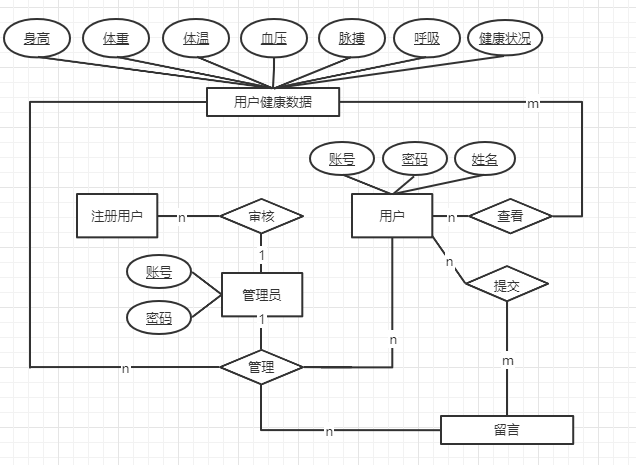 身高
体重
体温
血压
脉搏
呼吸
健康状况
用户健康数据
m
账号
密码
姓名
注册用户
n
审核
用户
n
查看
1
n
账号
管理员
提交
密码
1
n
m
管理
n
n
留言